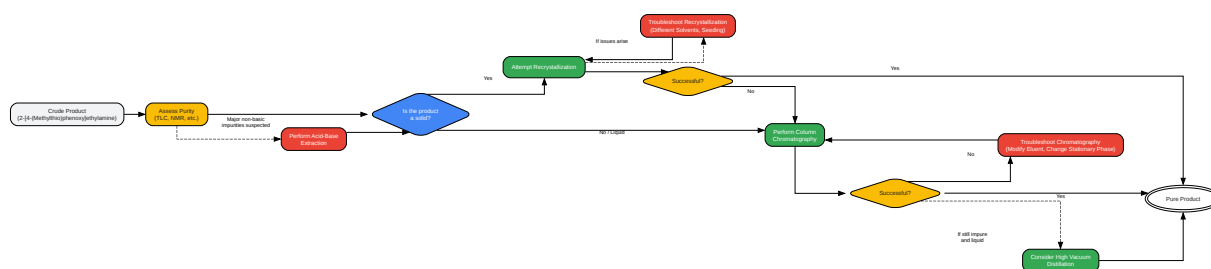 Troubleshoot Recrystallization
(Different Solvents, Seeding)
If issues arise
Attempt Recrystallization
Yes
Successful?
Yes
No
Crude Product
(2-[4-(Methylthio)phenoxy]ethylamine)
Assess Purity
(TLC, NMR, etc.)
Major non-basic
impurities suspected
Is the product
a solid?
Perform Acid-Base
Extraction
No / Liquid
Perform Column
Chromatography
Troubleshoot Chromatography
(Modify Eluent, Change Stationary Phase)
No
Successful?
Yes
Pure Product
If still impure
and liquid
Consider High Vacuum
Distillation